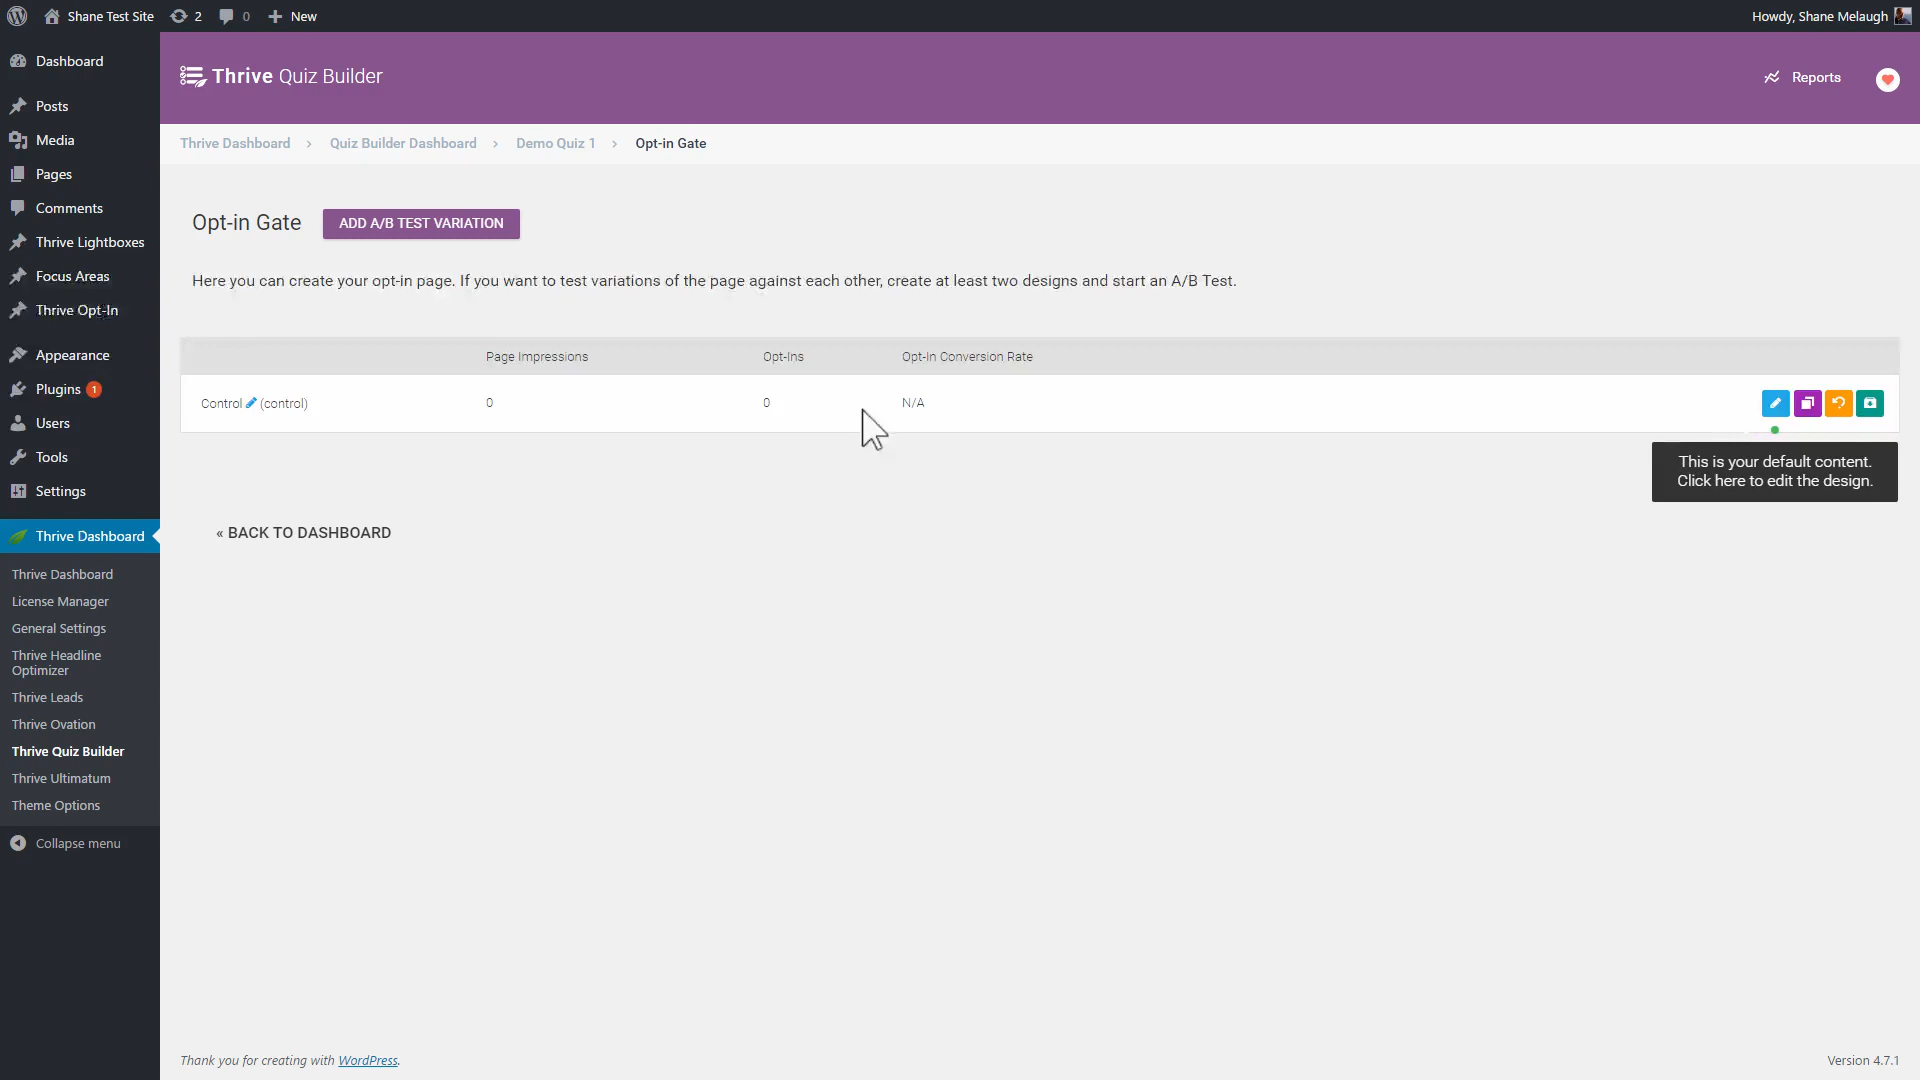 Shane Test Site 2 0 New Howdy, Shane Melaugh
Dashboard
Posts
Media
Pages
Comments
Thrive Lightboxes
Focus Areas
Thrive Opt-In
Appearance
Plugins 1
Users
Tools
Settings
Thrive Dashboard
Thrive Dashboard
License Manager
General Settings
Thrive Headline
Optimizer
Thrive Leads
Thrive Ovation
Thrive Quiz Builder
Thrive Ultimatum
Theme Options
Collapse menu
Thrive Quiz Builder Reports
Thrive Dashboard > Quiz Builder Dashboard > Demo Quiz 1 > Opt-in Gate
Opt-in Gate ADD A/B TEST VARIATION
Here you can create your opt-in page. If you want to test variations of the page against each other, create at least two designs and start an A/B Test.
Page Impressions Opt-Ins Opt-In Conversion Rate
Control (control) 0 0 N/A
This is your default content.
Click here to edit the design.
« BACK TO DASHBOARD
Thank you for creating with WordPress. Version 4.7.1